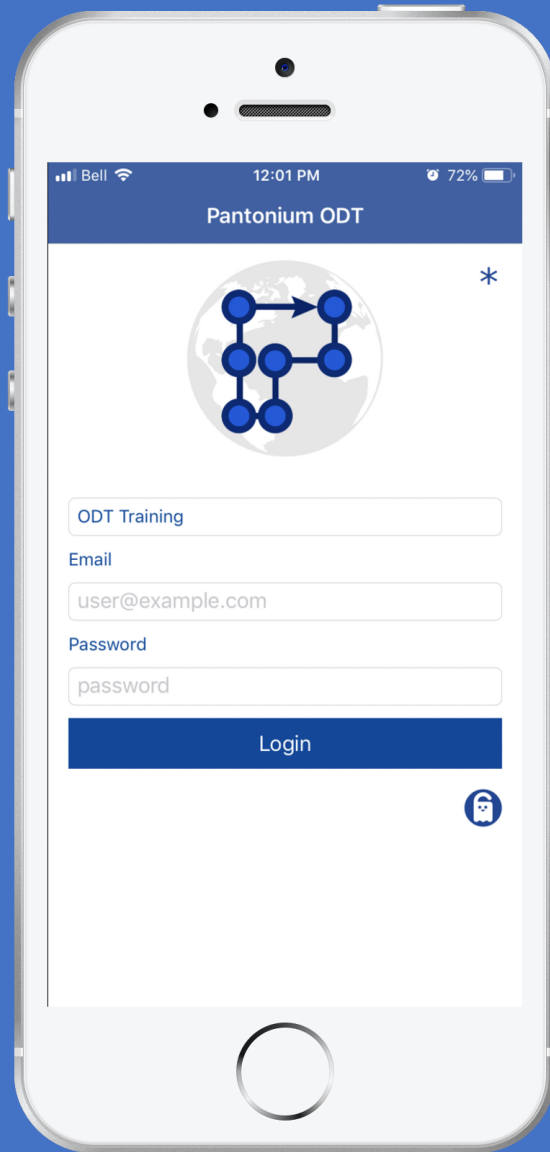 Bell 12:01 PM 72%
Pantonium ODT
*
ODT Training
Email
user@example.com
Password
password
Login